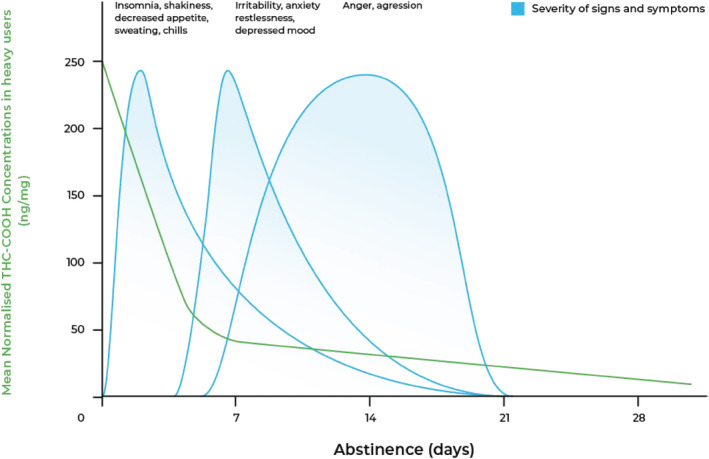 Insomnia, shakiness,
decreased appetite,
sweating, chills
Irritability, anxiety
restlessness,
depressed mood
Anger, agression
Severity of signs and symptoms
Mean Normalised THC-COOH Concentrations in heavy users
(ng/mg)
250
200
150
100
50
0
7
14
21
28
Abstinence (days)